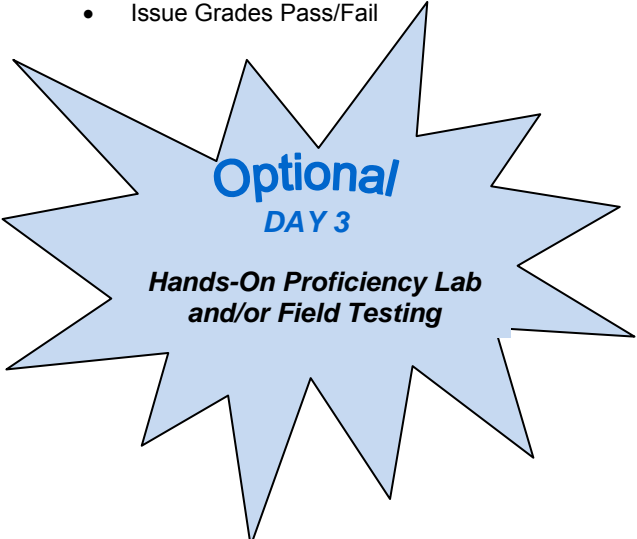 • Issue Grades Pass/Fail
Optional
DAY 3
Hands-On Proficiency Lab
and/or Field Testing